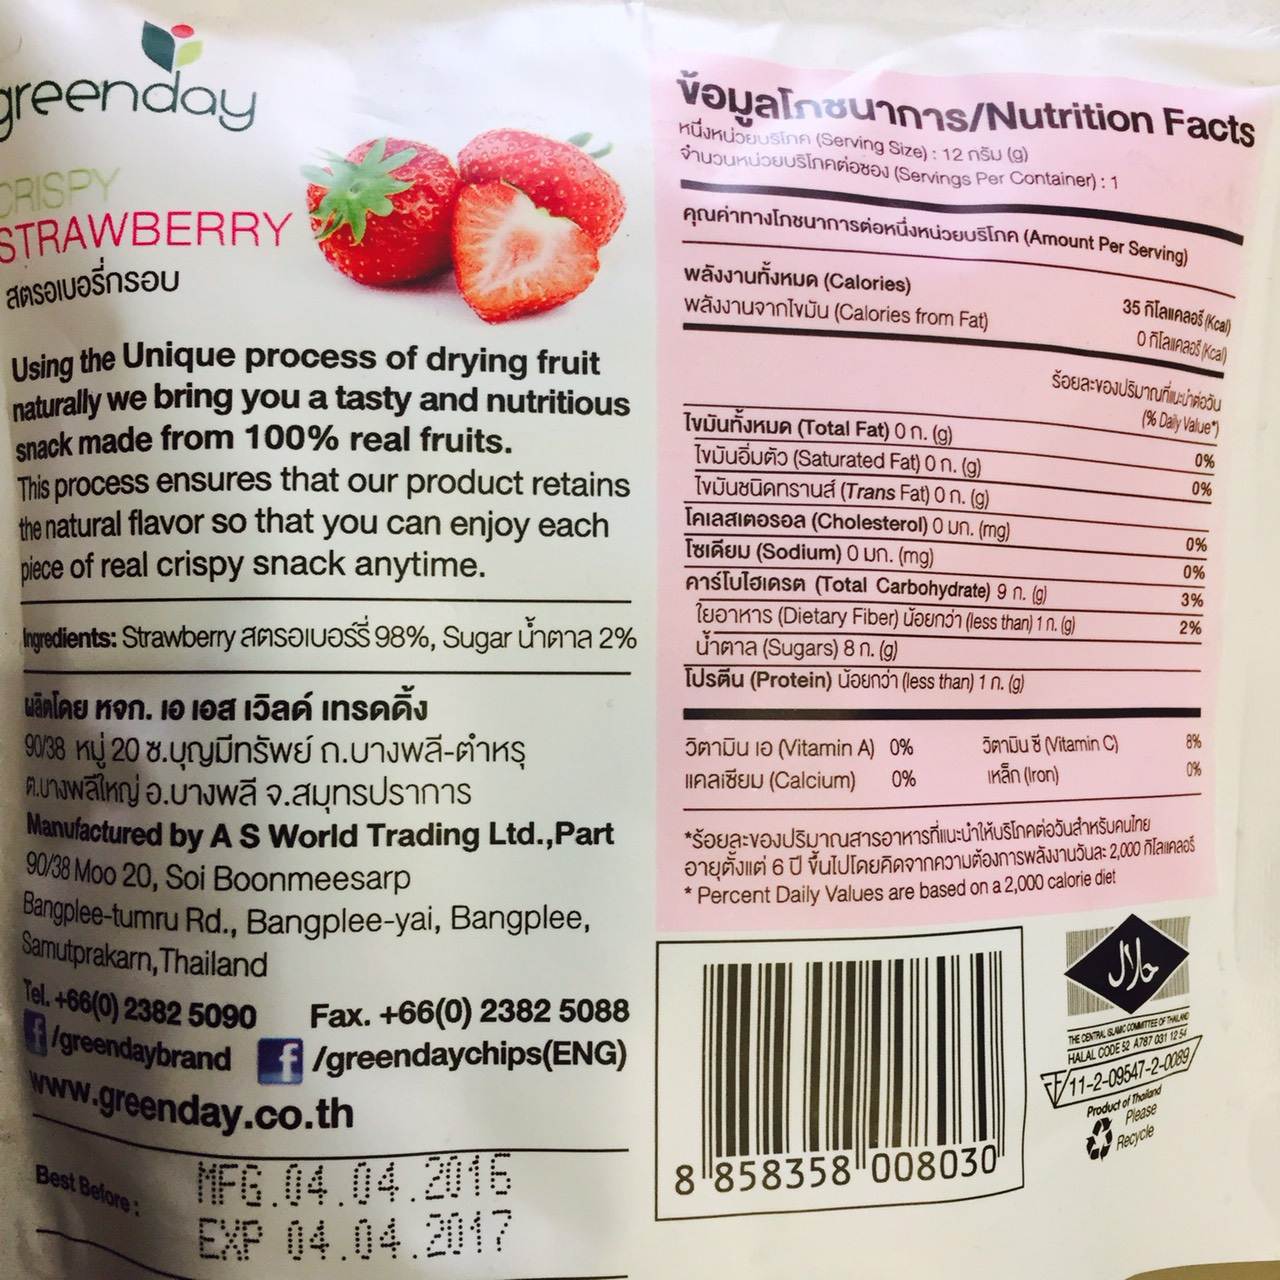 greenday
CRISPY
STRAWBERRY
สตรอเบอรี่กรอบ
Using the Unique process of drying fruit
naturally we bring you a tasty and nutritious
snack made from 100% real fruits.
This process ensures that our product retains
the natural flavor so that you can enjoy each
piece of real crispy snack anytime.
Ingredients: Strawberry สตรอเบอร์รี่ 98%, Sugar น้ำตาล 2%
ผลิตโดย หจก. เอ เอส เวิลด์ เทรดดิ้ง
90/38 หมู่ 20 ซ.บุญมีทรัพย์ ถ.บางพลี-ตำหรุ
ต.บางพลีใหญ่ อ.บางพลี จ.สมุทรปราการ
Manufactured by A S World Trading Ltd.,Part
90/38 Moo 20, Soi Boonmeesarp
Bangplee-tumru Rd., Bangplee-yai, Bangplee,
Samutprakarn,Thailand
Tel. +66(0) 2382 5090 Fax. +66(0) 2382 5088
f /greendaybrand f /greendaychips(ENG)
www.greenday.co.th
Best Before : MFG.04.04.2016
EXP 04.04.2017
ข้อมูลโภชนาการ/Nutrition Facts
หนึ่งหน่วยบริโภค (Serving Size) : 12 กรัม (g)
จำนวนหน่วยบริโภคต่อซอง (Servings Per Container) : 1
คุณค่าทางโภชนาการต่อหนึ่งหน่วยบริโภค (Amount Per Serving)
พลังงานทั้งหมด (Calories) 35 กิโลแคลอรี่ (Kcal)
พลังงานจากไขมัน (Calories from Fat) 0 กิโลแคลอรี่ (Kcal)
ร้อยละของปริมาณที่แนะนำต่อวัน
(% Daily Value*)
ไขมันทั้งหมด (Total Fat) 0 ก. (g) 0%
ไขมันอิ่มตัว (Saturated Fat) 0 ก. (g) 0%
ไขมันชนิดทรานส์ (Trans Fat) 0 ก. (g)
โคเลสเตอรอล (Cholesterol) 0 มก. (mg) 0%
โซเดียม (Sodium) 0 มก. (mg) 0%
คาร์โบไฮเดรต (Total Carbohydrate) 9 ก. (g) 3%
ใยอาหาร (Dietary Fiber) น้อยกว่า (less than) 1 ก. (g) 2%
น้ำตาล (Sugars) 8 ก. (g)
โปรตีน (Protein) น้อยกว่า (less than) 1 ก. (g)
วิตามิน เอ (Vitamin A) 0% วิตามิน ซี (Vitamin C) 8%
แคลเซียม (Calcium) 0% เหล็ก (Iron) 0%
*ร้อยละของปริมาณสารอาหารที่แนะนำให้บริโภคต่อวันสำหรับคนไทย
อายุตั้งแต่ 6 ปี ขึ้นไปโดยคิดจากความต้องการพลังงานวันละ 2,000 กิโลแคลอรี่
* Percent Daily Values are based on a 2,000 calorie diet
8 858358 008030
حلال
THE CENTRAL ISLAMIC COMMITTEE OF THAILAND
HALAL CODE 52 A787 031 12 54
11-2-09547-2-0089
Product of Thailand
Please
Recycle